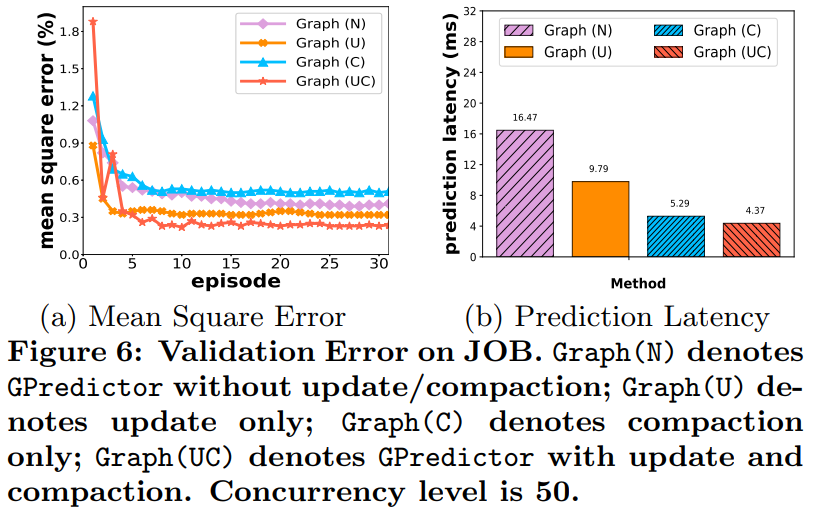 mean square error (%)
1.8
1.5
1.2
0.9
0.6
0.3
0.0
0 5 10 15 20 25 30
episode
Graph (N)
Graph (U)
Graph (C)
Graph (UC)
prediction latency (ms)
32
28
24
20
16
12
8
4
0
Graph (N) Graph (C)
Graph (U) Graph (UC)
16.47
9.79
5.29
4.37
Method
(a) Mean Square Error (b) Prediction Latency
Figure 6: Validation Error on JOB. Graph(N) denotes
GPredictor without update/compaction; Graph(U) de-
notes update only; Graph(C) denotes compaction
only; Graph(UC) denotes GPredictor with update and
compaction. Concurrency level is 50.